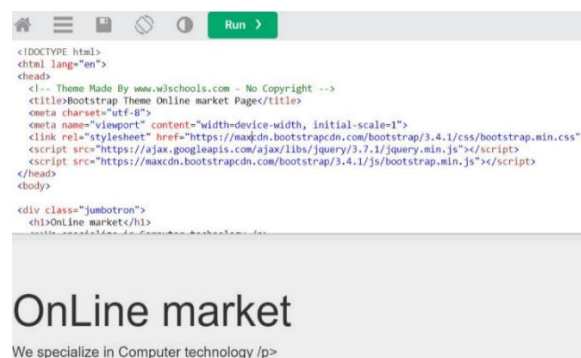 Run ❯
<!DOCTYPE html>
<html lang="en">
<head>
<!-- Theme Made By www.w3schools.com - No Copyright -->
<title>Bootstrap Theme Online market Page</title>
<meta charset="utf-8">
<meta name="viewport" content="width=device-width, initial-scale=1">
<link rel="stylesheet" href="https://maxcdn.bootstrapcdn.com/bootstrap/3.4.1/css/bootstrap.min.css"
<script src="https://ajax.googleapis.com/ajax/libs/jquery/3.7.1/jquery.min.js"></script>
<script src="https://maxcdn.bootstrapcdn.com/bootstrap/3.4.1/js/bootstrap.min.js"></script>
</head>
<body>
<div class="jumbotron">
<h1>OnLine market</h1>
OnLine market
We specialize in Computer technology /p>